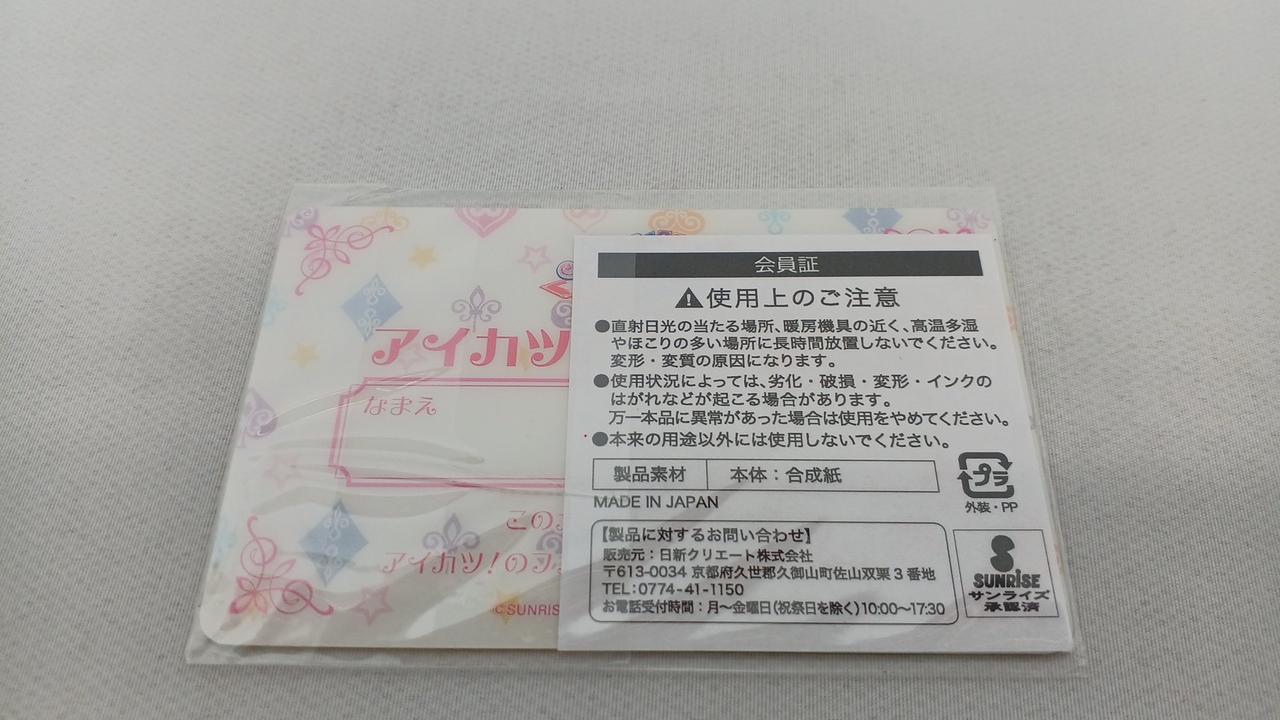 アイカツ
なまえ
アイカツ!の
©SUNRISE
会員証
使用上のご注意
●直射日光の当たる場所、暖房機具の近く、高温多湿
やほこりの多い場所に長時間放置しないでください。
変形・変質の原因になります。
●使用状況によっては、劣化・破損・変形・インクの
はがれなどが起こる場合があります。
万一本品に異常があった場合は使用をやめてください。
●本来の用途以外には使用しないでください。
製品素材 本体：合成紙
MADE IN JAPAN
プラ
外装・PP
【製品に対するお問い合わせ】
販売元：日新クリエート株式会社
〒613-0034 京都府久世郡久御山町佐山双栗3番地
TEL:0774-41-1150
お電話受付時間：月～金曜日(祝祭日を除く)10:00～17:30
SUNRISE
サンライズ
承認済